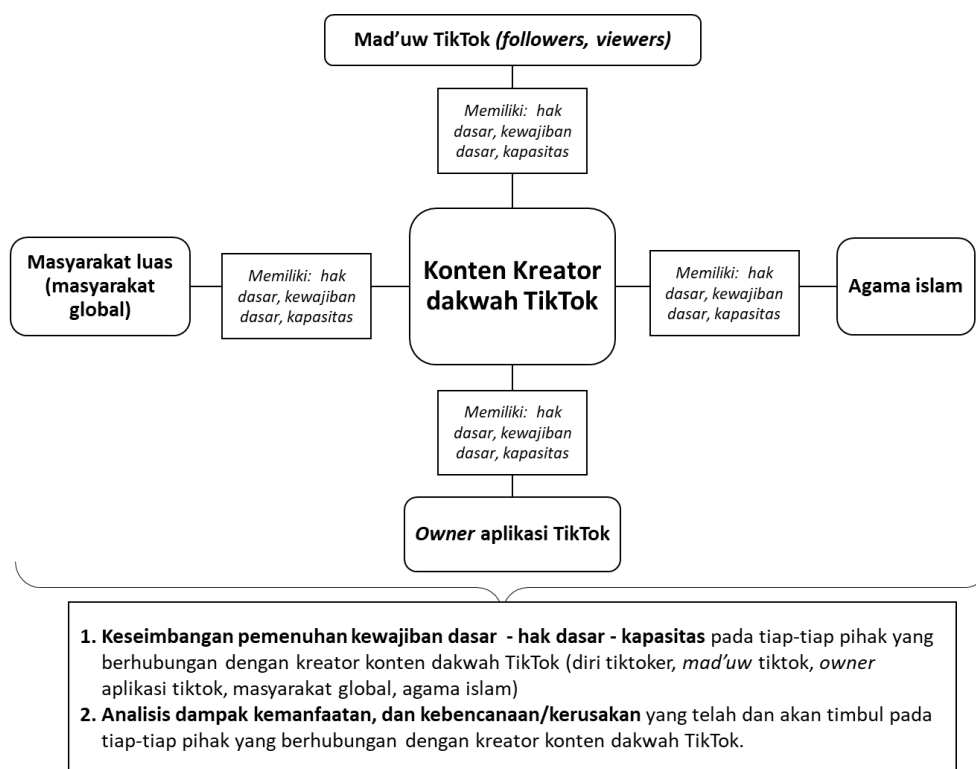 Mad'uw TikTok (followers, viewers)
Memiliki: hak
dasar, kewajiban
dasar, kapasitas
Masyarakat luas
(masyarakat
global)
Memiliki: hak
dasar, kewajiban
dasar, kapasitas
Konten Kreator
dakwah TikTok
Memiliki: hak
dasar, kewajiban
dasar, kapasitas
Agama islam
Memiliki: hak
dasar, kewajiban
dasar, kapasitas
Owner aplikasi TikTok
1. Keseimbangan pemenuhan kewajiban dasar - hak dasar - kapasitas pada tiap-tiap pihak yang
berhubungan dengan kreator konten dakwah TikTok (diri tiktoker, mad'uw tiktok, owner
aplikasi tiktok, masyarakat global, agama islam)
2. Analisis dampak kemanfaatan, dan kebencanaan/kerusakan yang telah dan akan timbul pada
tiap-tiap pihak yang berhubungan dengan kreator konten dakwah TikTok.